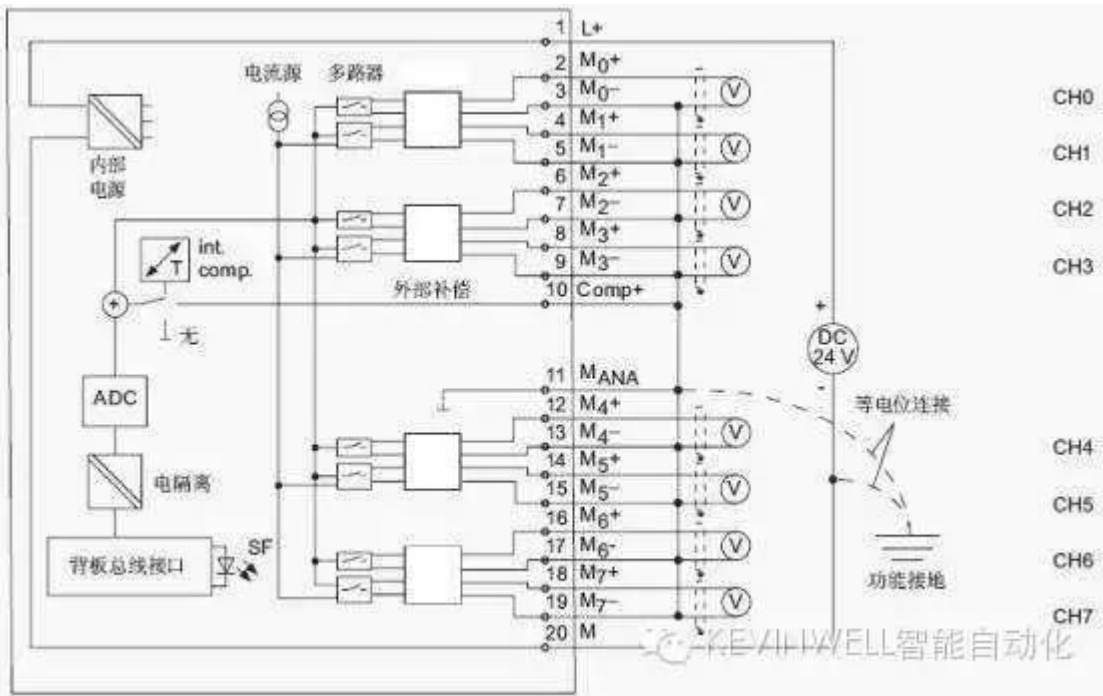 1 L+
2 M0+
电流源 多路器
3 M0-
CH0
4 M1+
5 M1-
CH1
内部
电源
6 M2+
7 M2-
CH2
8 M3+
int.
comp.
T
9 M3-
CH3
外部补偿
10 Comp+
+
+
无
DC
24 V
-
11 MANA
ADC
12 M4+
等电位连接
13 M4-
CH4
14 M5+
电隔离
15 M5-
CH5
16 M6+
SF
17 M6-
CH6
背板总线接口
18 M7+
功能接地
19 M7-
CH7
20 M
V
V
V
V
V
V
V
V
KEVINWELL智能自动化